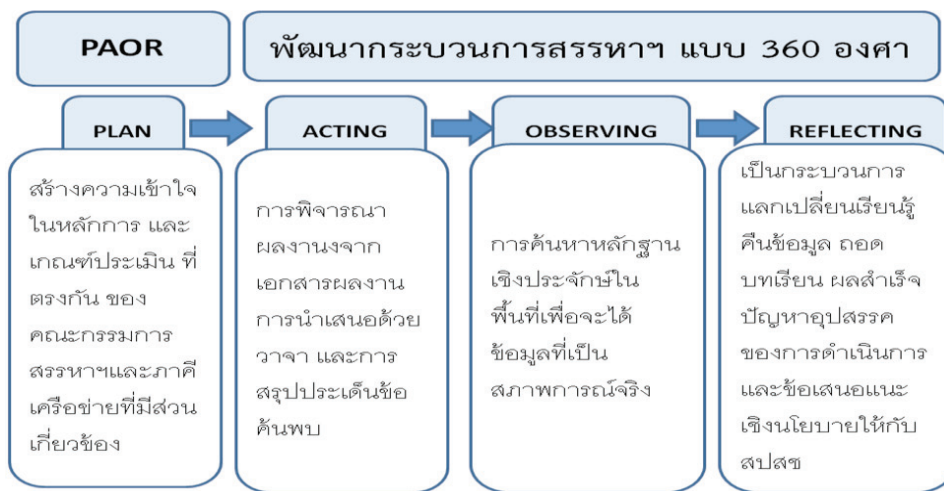 PAOR
พัฒนากระบวนการสรรหาฯ แบบ 360 องศา
PLAN
สร้างความเข้าใจ
ในหลักการ และ
เกณฑ์ประเมิน ที่
ตรงกัน ของ
คณะกรรมการ
สรรหาฯและภาคี
เครือข่ายที่มีส่วน
เกี่ยวข้อง
ACTING
การพิจารณา
ผลงานงจาก
เอกสารผลงาน
การนำเสนอด้วย
วาจา และการ
สรุปประเด็นข้อ
ค้นพบ
OBSERVING
การค้นหาหลักฐาน
เชิงประจักษ์ใน
พื้นที่เพื่อจะได้
ข้อมูลที่เป็น
สภาพการณ์จริง
REFLECTING
เป็นกระบวนการ
แลกเปลี่ยนเรียนรู้
คืนข้อมูล ถอด
บทเรียน ผลสำเร็จ
ปัญหาอุปสรรค
ของการดำเนินการ
และข้อเสนอแนะ
เชิงนโยบายให้กับ
สปสช